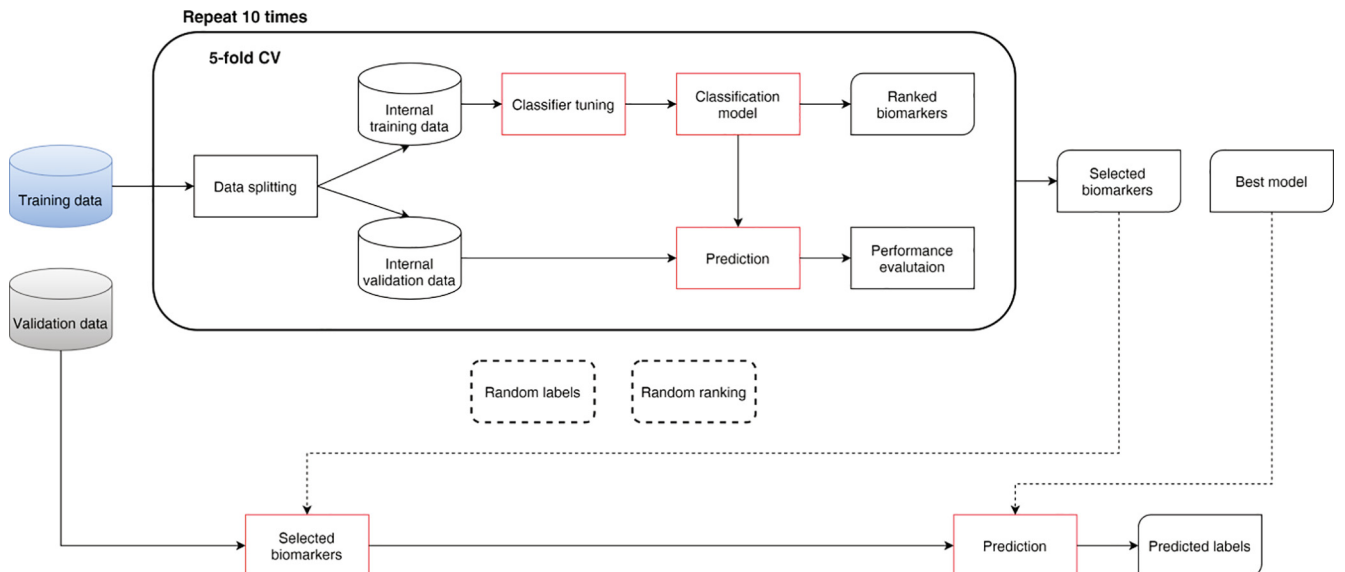 Repeat 10 times
5-fold CV
Internal
training data
Classifier tuning
Classification
model
Ranked
biomarkers
Training data
Data splitting
Selected
biomarkers
Best model
Internal
validation data
Prediction
Performance
evalutaion
Validation data
Random labels
Random ranking
Selected
biomarkers
Prediction
Predicted labels